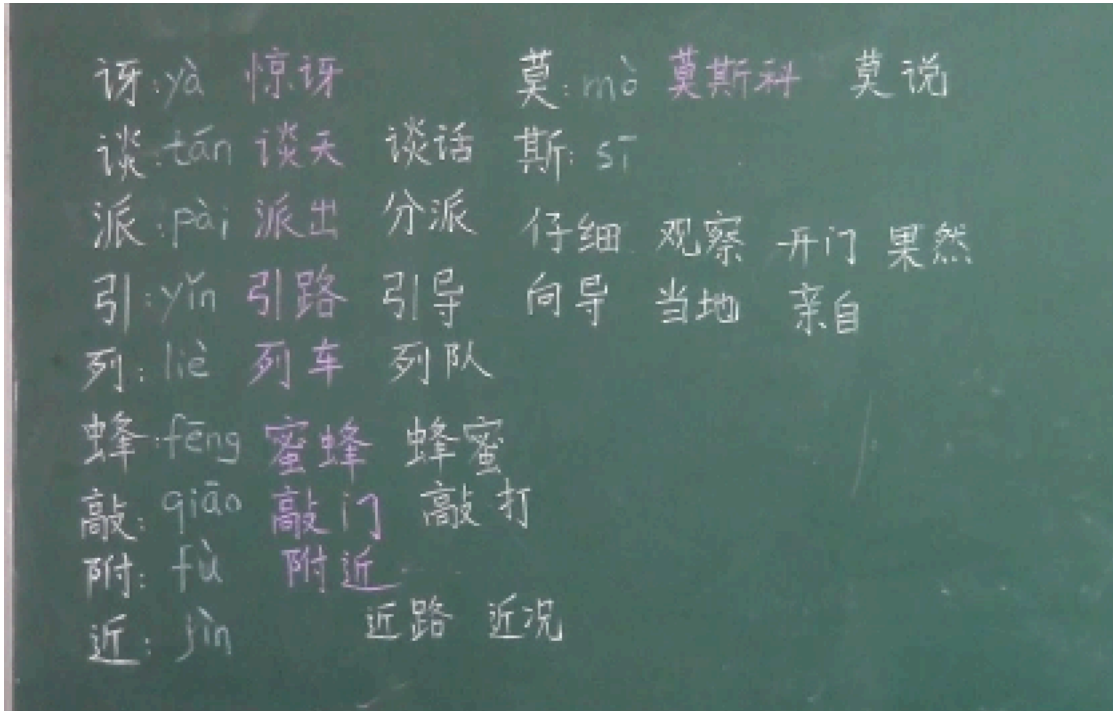 讶:yà 惊讶
谈:tán 谈天 谈话
派:pài 派出 分派
引:yǐn 引路 引导
列:liè 列车 列队
蜂:fēng 蜜蜂 蜂蜜
敲:qiāo 敲门 敲打
附:fù 附近
近:jìn 近路 近况
莫:mò 莫斯科 莫说
斯:sī
仔细 观察 开门 果然
向导 当地 亲自